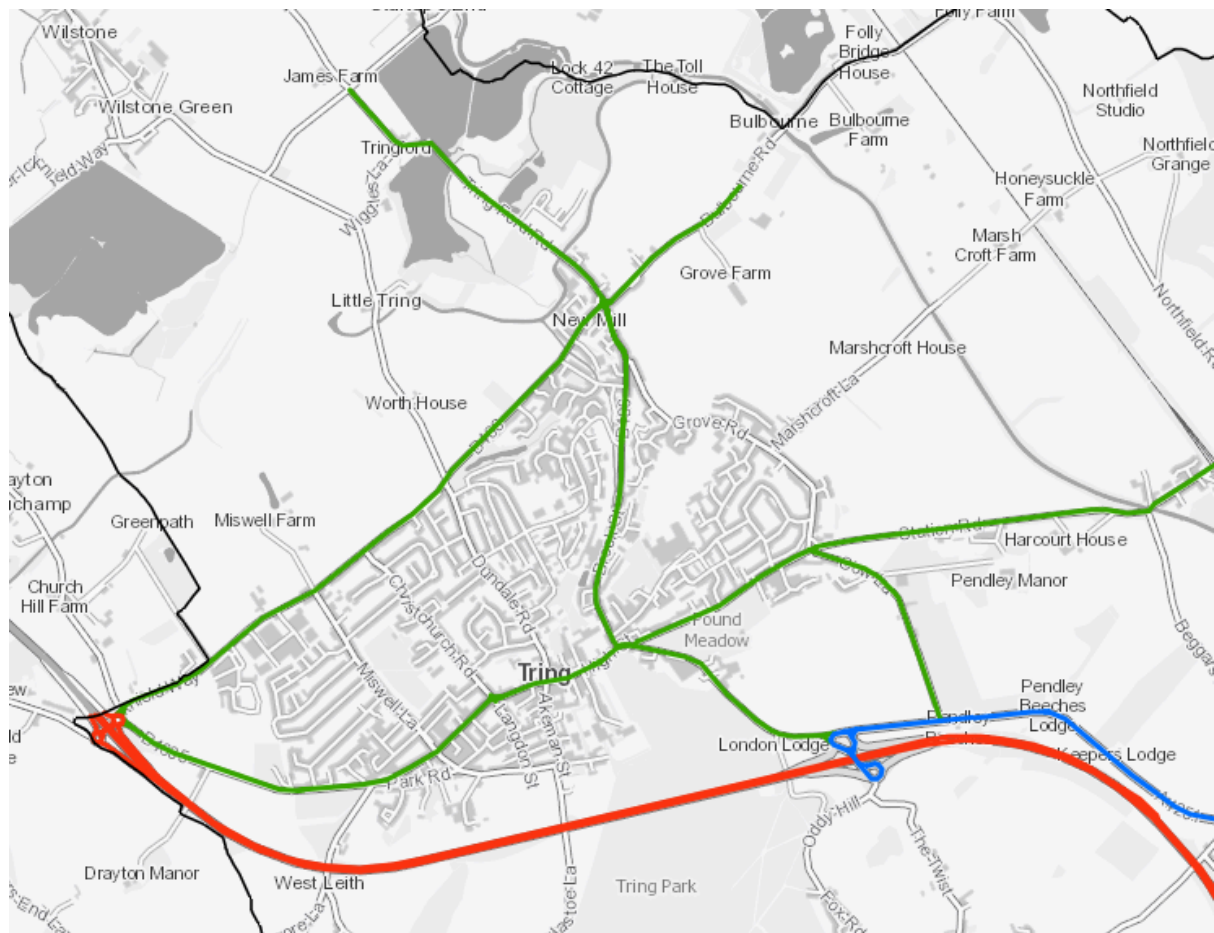 Wilstone
Folly Farm
Folly
Bridge
House
James Farm
Lock 42
Cottage
The Toll
House
Northfield
Studio
Wilstone Green
Bulbourne
Bulbourne
Farm
Tringford
Northfield
Grange
Honeysuckle
Farm
Tring Ford Rd
Bulbourne Rd
Marsh
Croft Farm
Grove Farm
Little Tring
New Mill
Marshcroft House
Worth House
Grove Rd
Marshcroft La
Greenpath
Miswell Farm
Station Rd
Harcourt House
Church
Hill Farm
Pendley Manor
Dundale Rd
Christchurch Rd
Pound
Meadow
Tring
Miswell La
Langdon St
Akeman St
Pendley
Beeches
Lodge
London Lodge
Keepers Lodge
Park Rd
Oddy Hill
The Twist
Drayton Manor
West Leith
Tring Park
Fox Rd